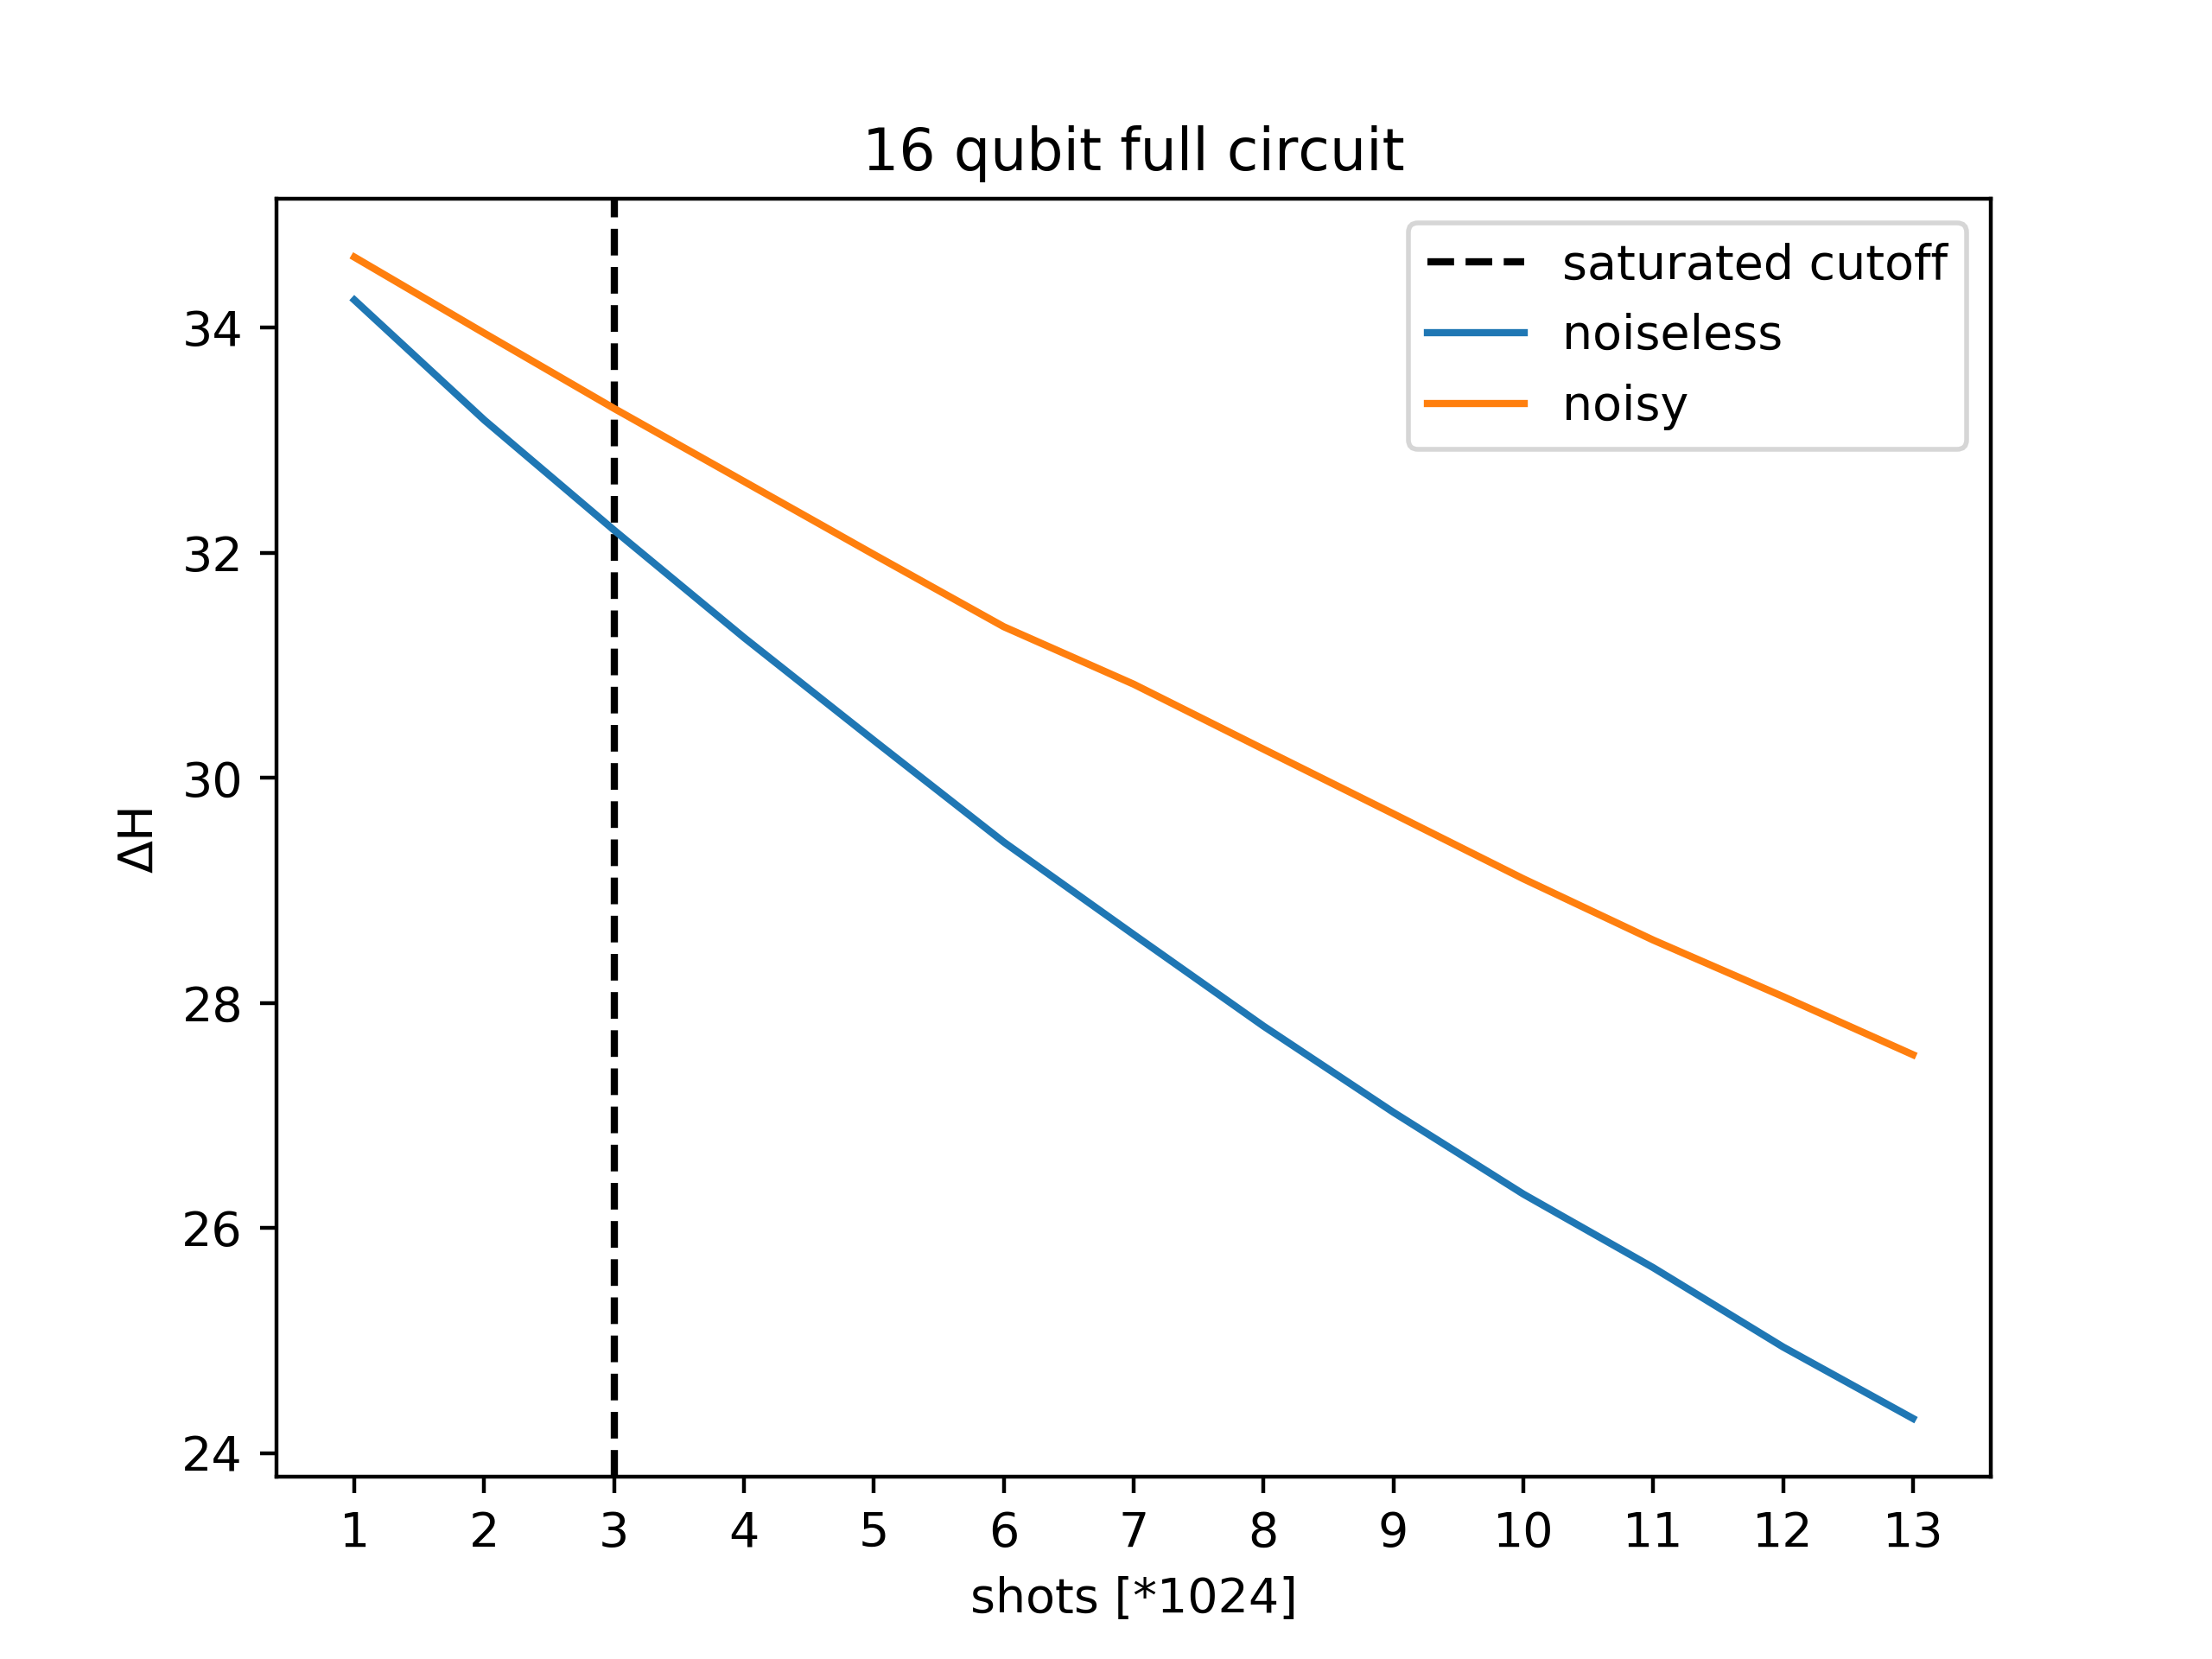 16 qubit full circuit
saturated cutoff
noiseless
noisy
34
32
30
28
26
24
ΔH
1 2 3 4 5 6 7 8 9 10 11 12 13
shots [*1024]